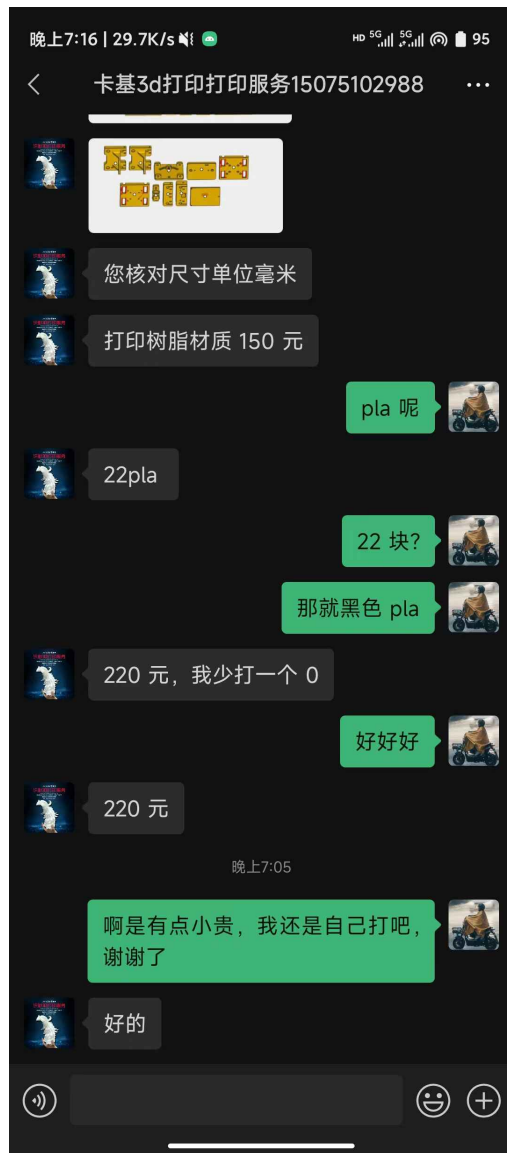 晚上7:16 | 29.7K/s
HD 5G 5G 95
卡基3d打印打印服务15075102988
您核对尺寸单位毫米
打印树脂材质 150 元
pla 呢
22pla
22 块?
那就黑色 pla
220 元，我少打一个 0
好好好
220 元
晚上7:05
啊是有点小贵，我还是自己打吧，
谢谢了
好的